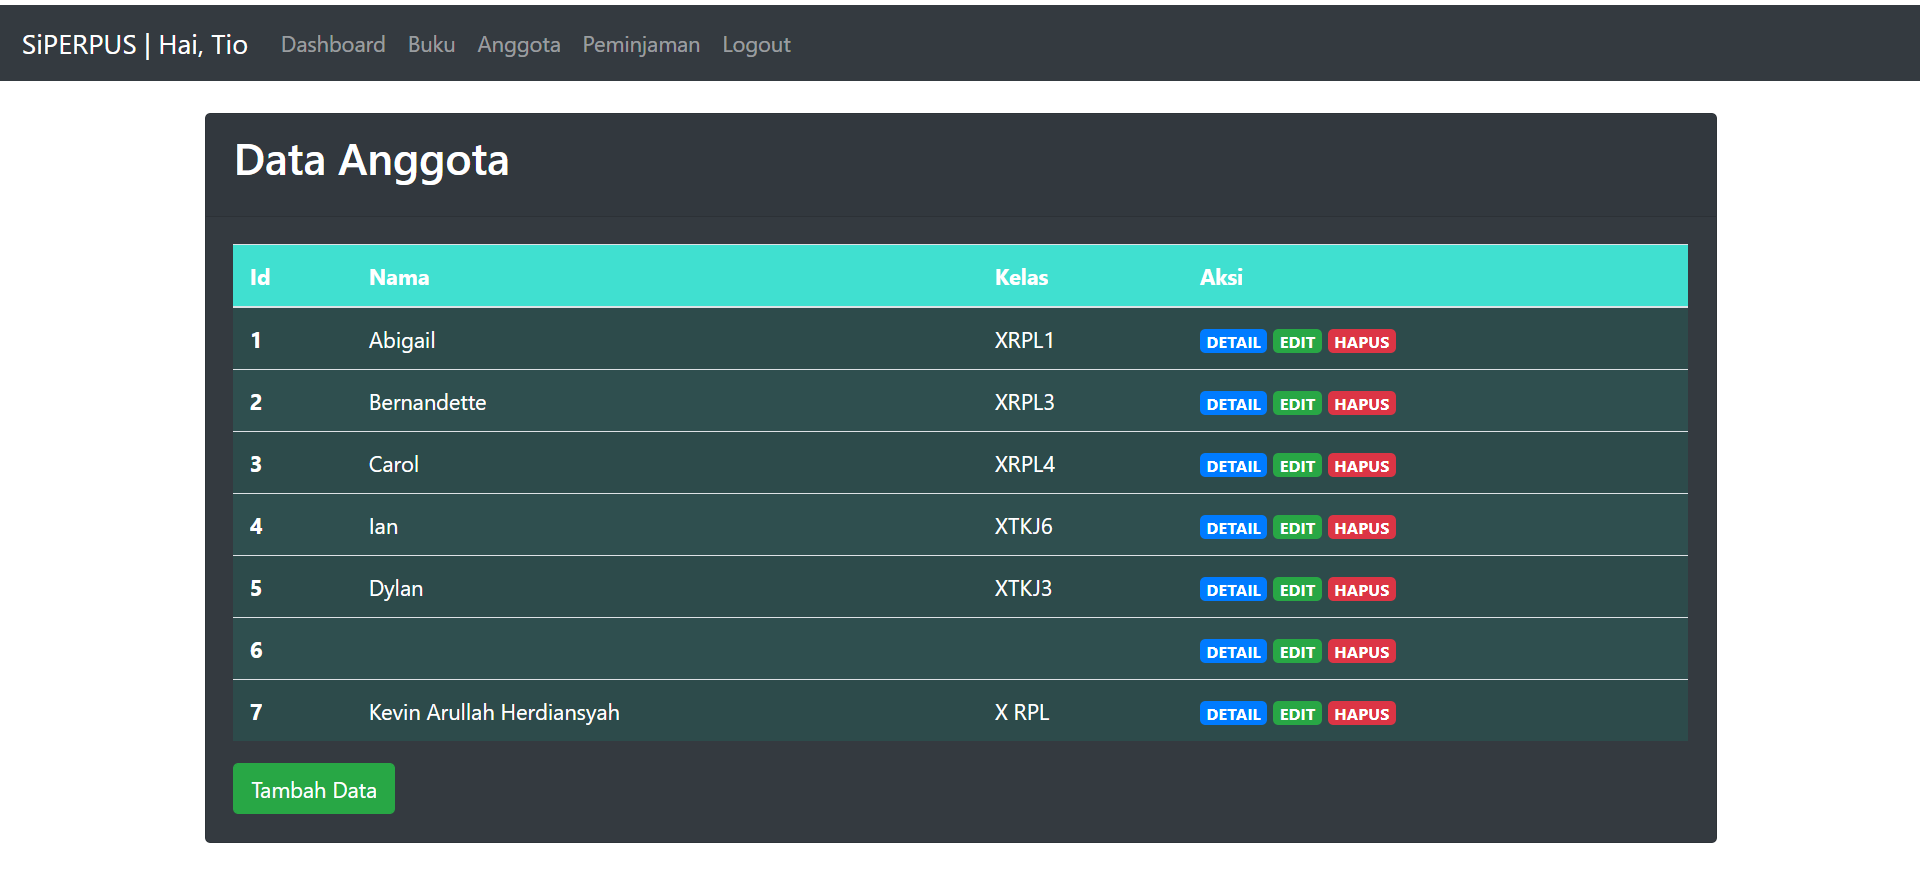 SiPERPUS | Hai, Tio Dashboard Buku Anggota Peminjaman Logout
Data Anggota
Id Nama Kelas Aksi
1 Abigail XRPL1 DETAIL EDIT HAPUS
2 Bernandette XRPL3 DETAIL EDIT HAPUS
3 Carol XRPL4 DETAIL EDIT HAPUS
4 Ian XTKJ6 DETAIL EDIT HAPUS
5 Dylan XTKJ3 DETAIL EDIT HAPUS
6 DETAIL EDIT HAPUS
7 Kevin Arullah Herdiansyah X RPL DETAIL EDIT HAPUS
Tambah Data